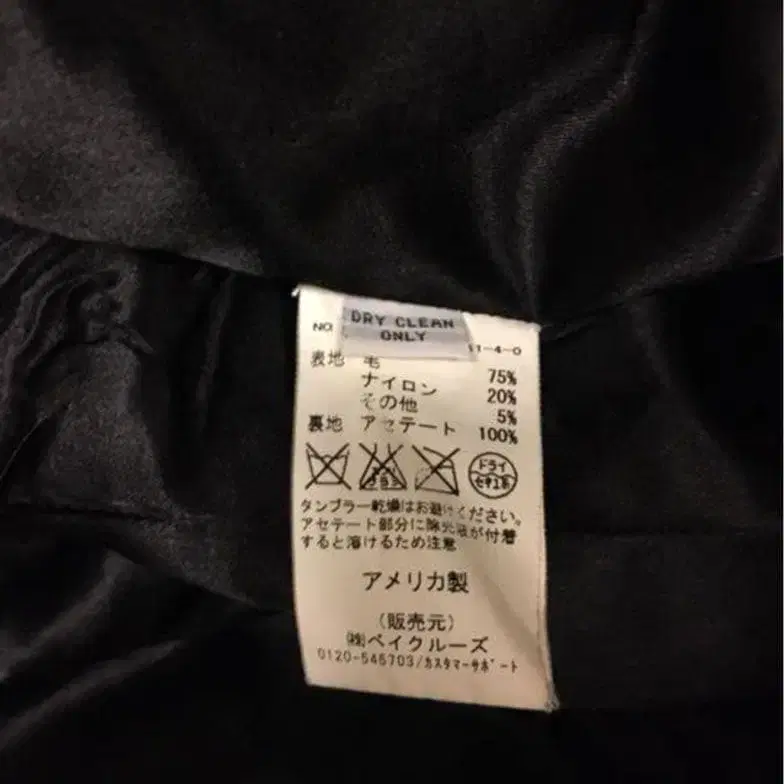 DRY CLEAN
ONLY
NO 11-4-0
表地 毛 75%
ナイロン 20%
その他 5%
裏地 アセテート 100%
ドライ
セキユ系
タンブラー乾燥はお避けください。
アセテート部分に除光液が付着
すると溶けるため注意
アメリカ製
(販売元)
㈱ベイクルーズ
0120-545703/ｶｽﾀﾏｰｻﾎﾟｰﾄ